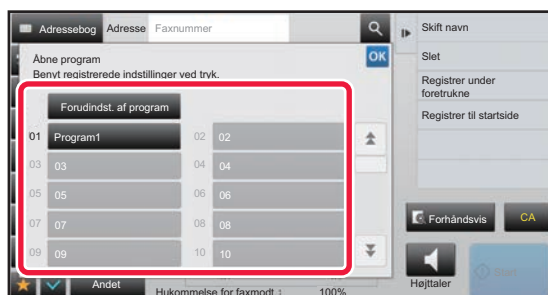 Adressebog Adresse Faxnummer
Skift navn
Åbne program OK
Slet
Benyt registrerede indstillinger ved tryk.
Registrer under
foretrukne
Forudindst. af program
Registrer til startside
01 Program1 02 02
03 03 04 04
05 05 06 06
07 07 08 08
Forhåndsvis CA
09 09 10 10
Start
Andet
Hukommelse for faxmodt : 100%
Højttaler